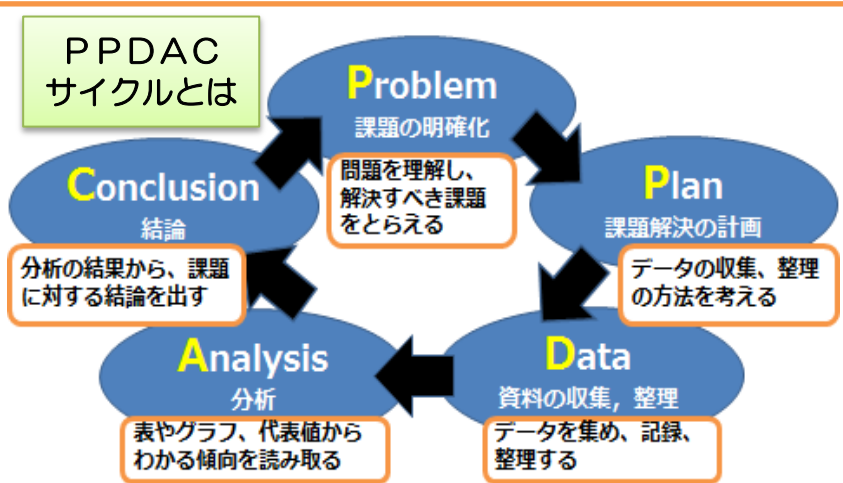 PPDAC
サイクルとは
Problem
課題の明確化
問題を理解し、
解決すべき課題
をとらえる
Plan
課題解決の計画
データの収集、整理
の方法を考える
Data
資料の収集，整理
データを集め、記録、
整理する
Analysis
分析
表やグラフ、代表値から
わかる傾向を読み取る
Conclusion
結論
分析の結果から、課題
に対する結論を出す